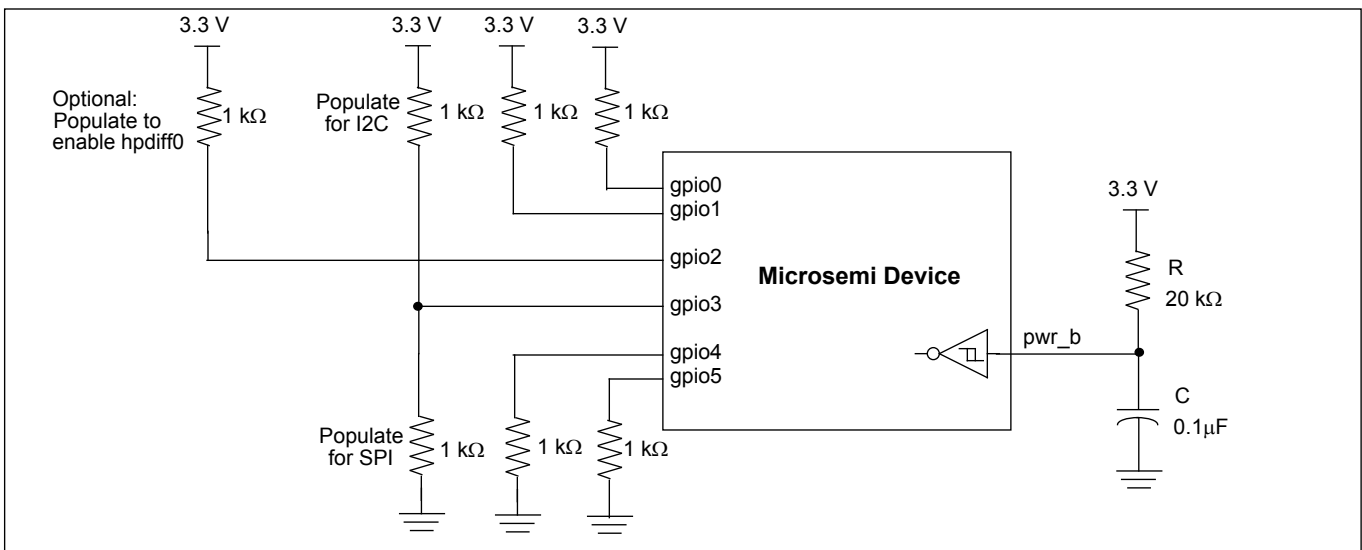 3.3 V
3.3 V
3.3 V
3.3 V
Optional:
Populate to
enable hpdiff0
1 kΩ
Populate
for I2C
1 kΩ
1 kΩ
1 kΩ
gpio0
gpio1
gpio2
gpio3
gpio4
gpio5
Microsemi Device
pwr_b
3.3 V
R
20 kΩ
C
0.1μF
Populate
for SPI
1 kΩ
1 kΩ
1 kΩ